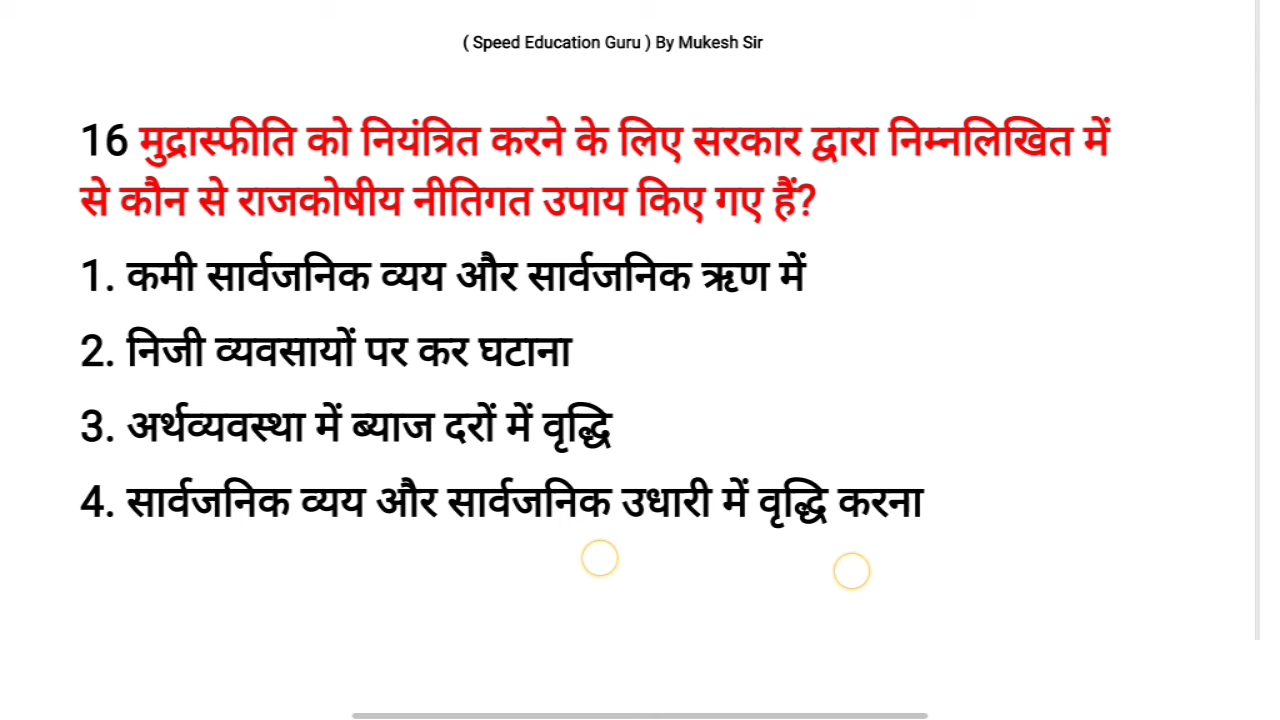 ( Speed Education Guru ) By Mukesh Sir
16 मुद्रास्फीति को नियंत्रित करने के लिए सरकार द्वारा निम्नलिखित में
से कौन से राजकोषीय नीतिगत उपाय किए गए हैं?
1. कमी सार्वजनिक व्यय और सार्वजनिक ऋण में
2. निजी व्यवसायों पर कर घटाना
3. अर्थव्यवस्था में ब्याज दरों में वृद्धि
4. सार्वजनिक व्यय और सार्वजनिक उधारी में वृद्धि करना